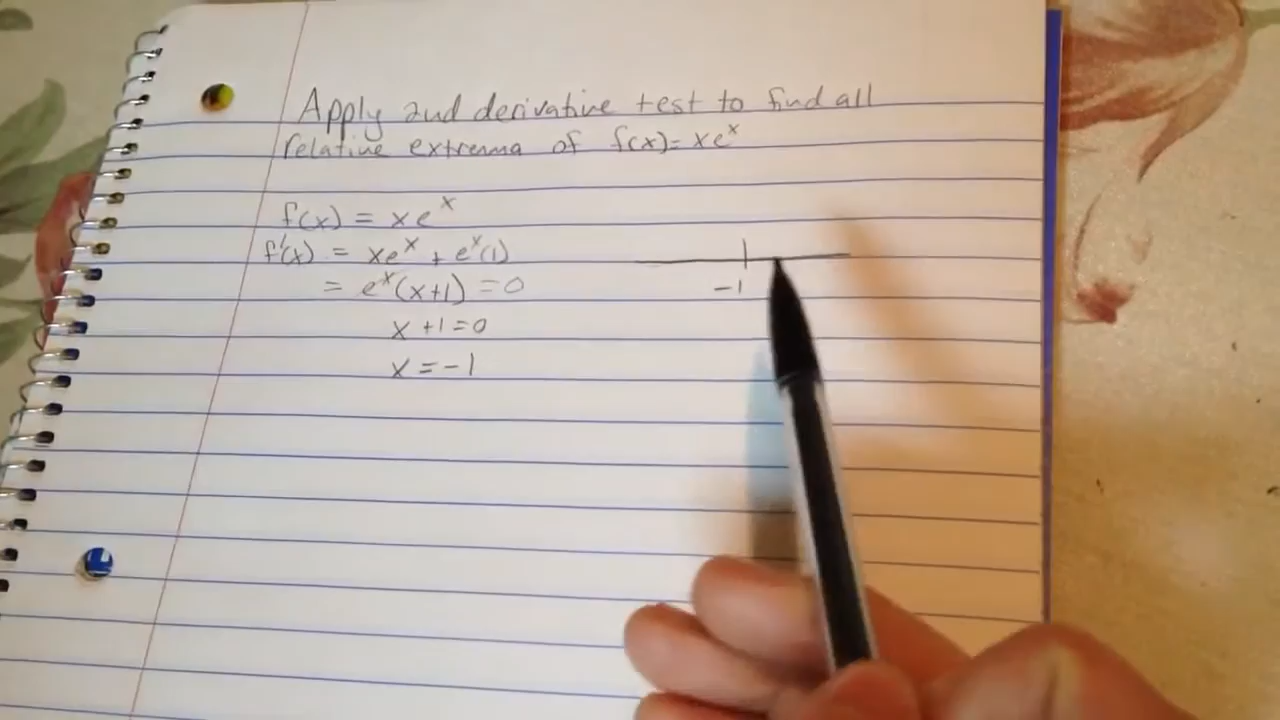 Apply 2nd derivative test to find all
relative extrema of f(x)= xe^x
f(x) = xe^x
f'(x) = xe^x + e^x(1)
= e^x(x+1) = 0
x+1=0
x = -1
-1